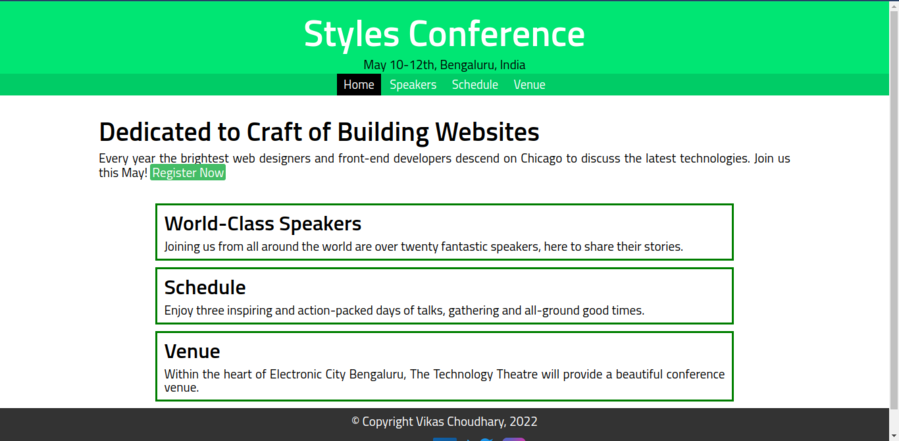 Styles Conference
May 10-12th, Bengaluru, India
Home Speakers Schedule Venue
Dedicated to Craft of Building Websites
Every year the brightest web designers and front-end developers descend on Chicago to discuss the latest technologies. Join us
this May! Register Now
World-Class Speakers
Joining us from all around the world are over twenty fantastic speakers, here to share their stories.
Schedule
Enjoy three inspiring and action-packed days of talks, gathering and all-ground good times.
Venue
Within the heart of Electronic City Bengaluru, The Technology Theatre will provide a beautiful conference
venue.
© Copyright Vikas Choudhary, 2022